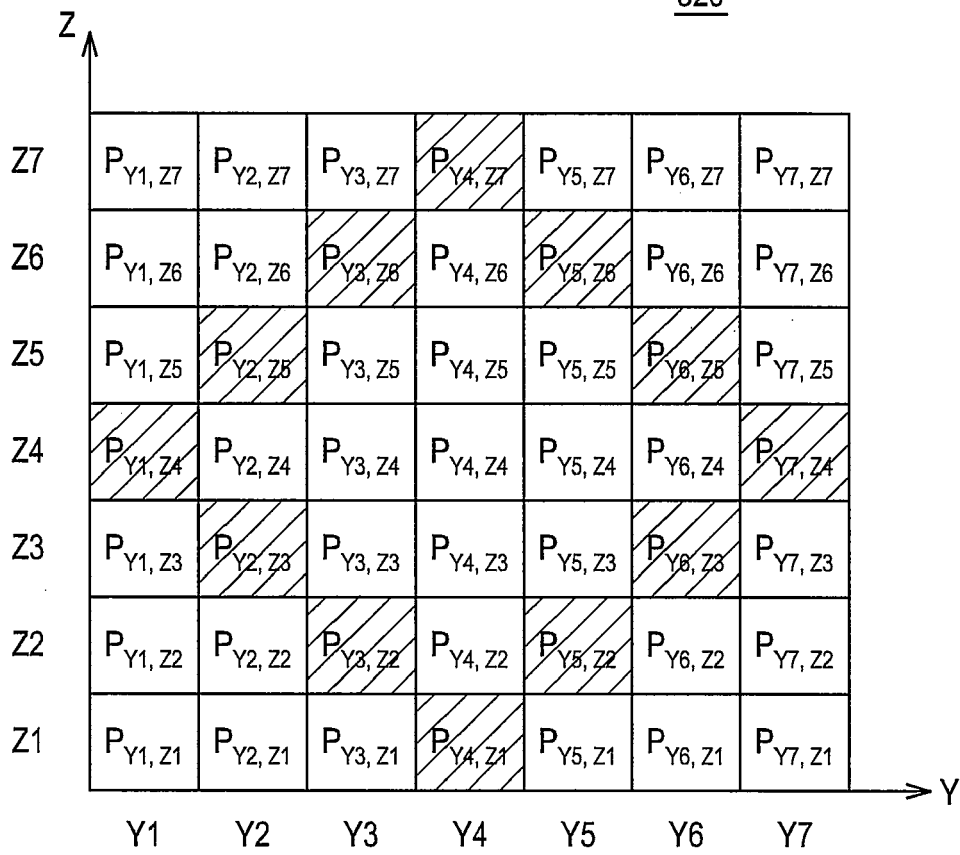 Z
Z7 P Y1, Z7 P Y2, Z7 P Y3, Z7 P Y4, Z7 P Y5, Z7 P Y6, Z7 P Y7, Z7
Z6 P Y1, Z6 P Y2, Z6 P Y3, Z6 P Y4, Z6 P Y5, Z6 P Y6, Z6 P Y7, Z6
Z5 P Y1, Z5 P Y2, Z5 P Y3, Z5 P Y4, Z5 P Y5, Z5 P Y6, Z5 P Y7, Z5
Z4 P Y1, Z4 P Y2, Z4 P Y3, Z4 P Y4, Z4 P Y5, Z4 P Y6, Z4 P Y7, Z4
Z3 P Y1, Z3 P Y2, Z3 P Y3, Z3 P Y4, Z3 P Y5, Z3 P Y6, Z3 P Y7, Z3
Z2 P Y1, Z2 P Y2, Z2 P Y3, Z2 P Y4, Z2 P Y5, Z2 P Y6, Z2 P Y7, Z2
Z1 P Y1, Z1 P Y2, Z1 P Y3, Z1 P Y4, Z1 P Y5, Z1 P Y6, Z1 P Y7, Z1
Y
Y1 Y2 Y3 Y4 Y5 Y6 Y7